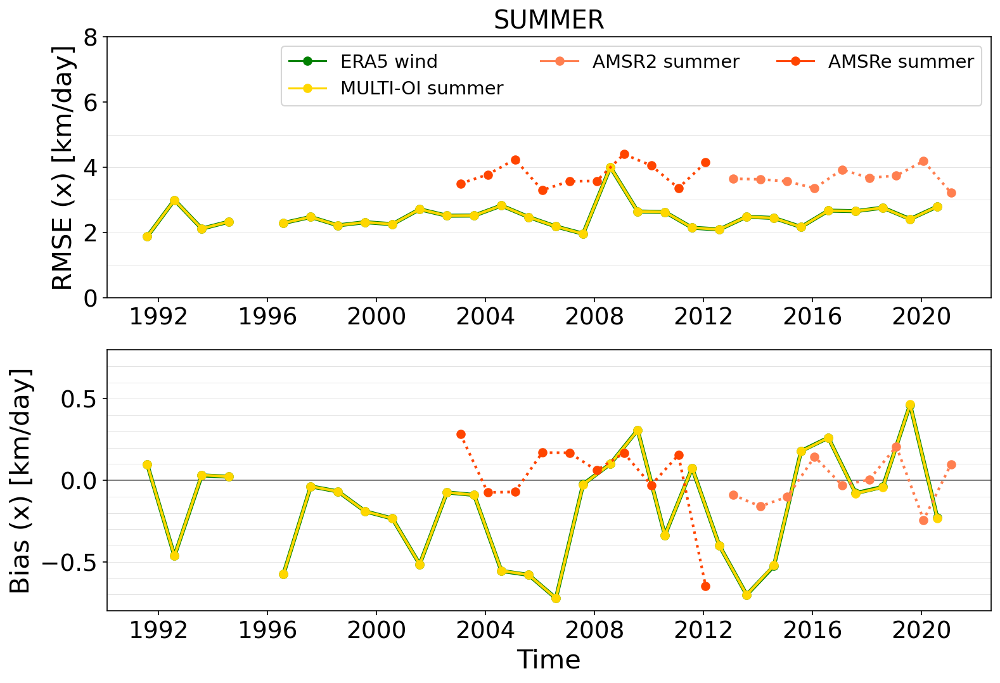 SUMMER
RMSE (x) [km/day]
8
6
4
2
0
ERA5 wind
MULTI-OI summer
AMSR2 summer
AMSRe summer
1992 1996 2000 2004 2008 2012 2016 2020
Bias (x) [km/day]
0.5
0.0
−0.5
1992 1996 2000 2004 2008 2012 2016 2020
Time